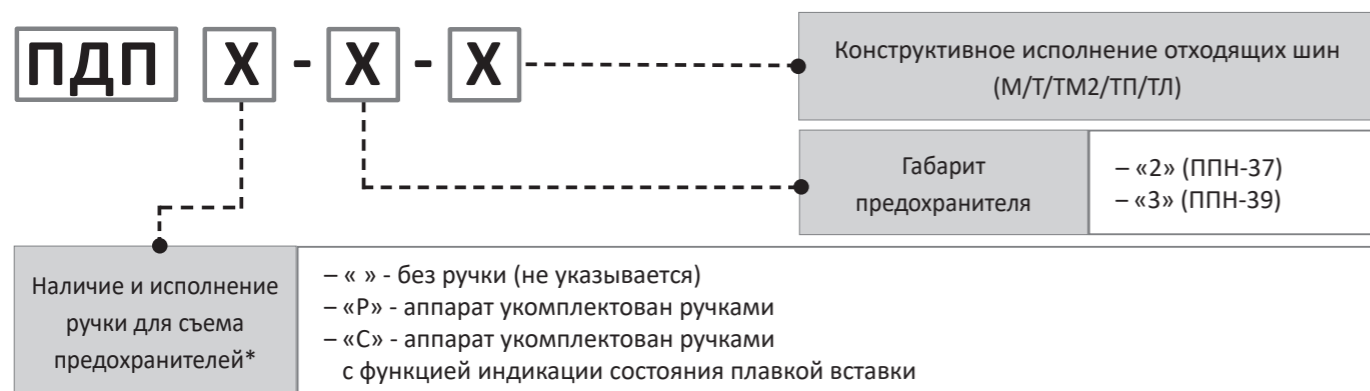 ПДП X - X - X
Конструктивное исполнение отходящих шин
(М/Т/ТМ2/ТП/ТЛ)
Габарит
предохранителя
– «2» (ППН-37)
– «3» (ППН-39)
Наличие и исполнение
ручки для съема
предохранителей*
– « » - без ручки (не указывается)
– «Р» - аппарат укомплектован ручками
– «С» - аппарат укомплектован ручками
с функцией индикации состояния плавкой вставки